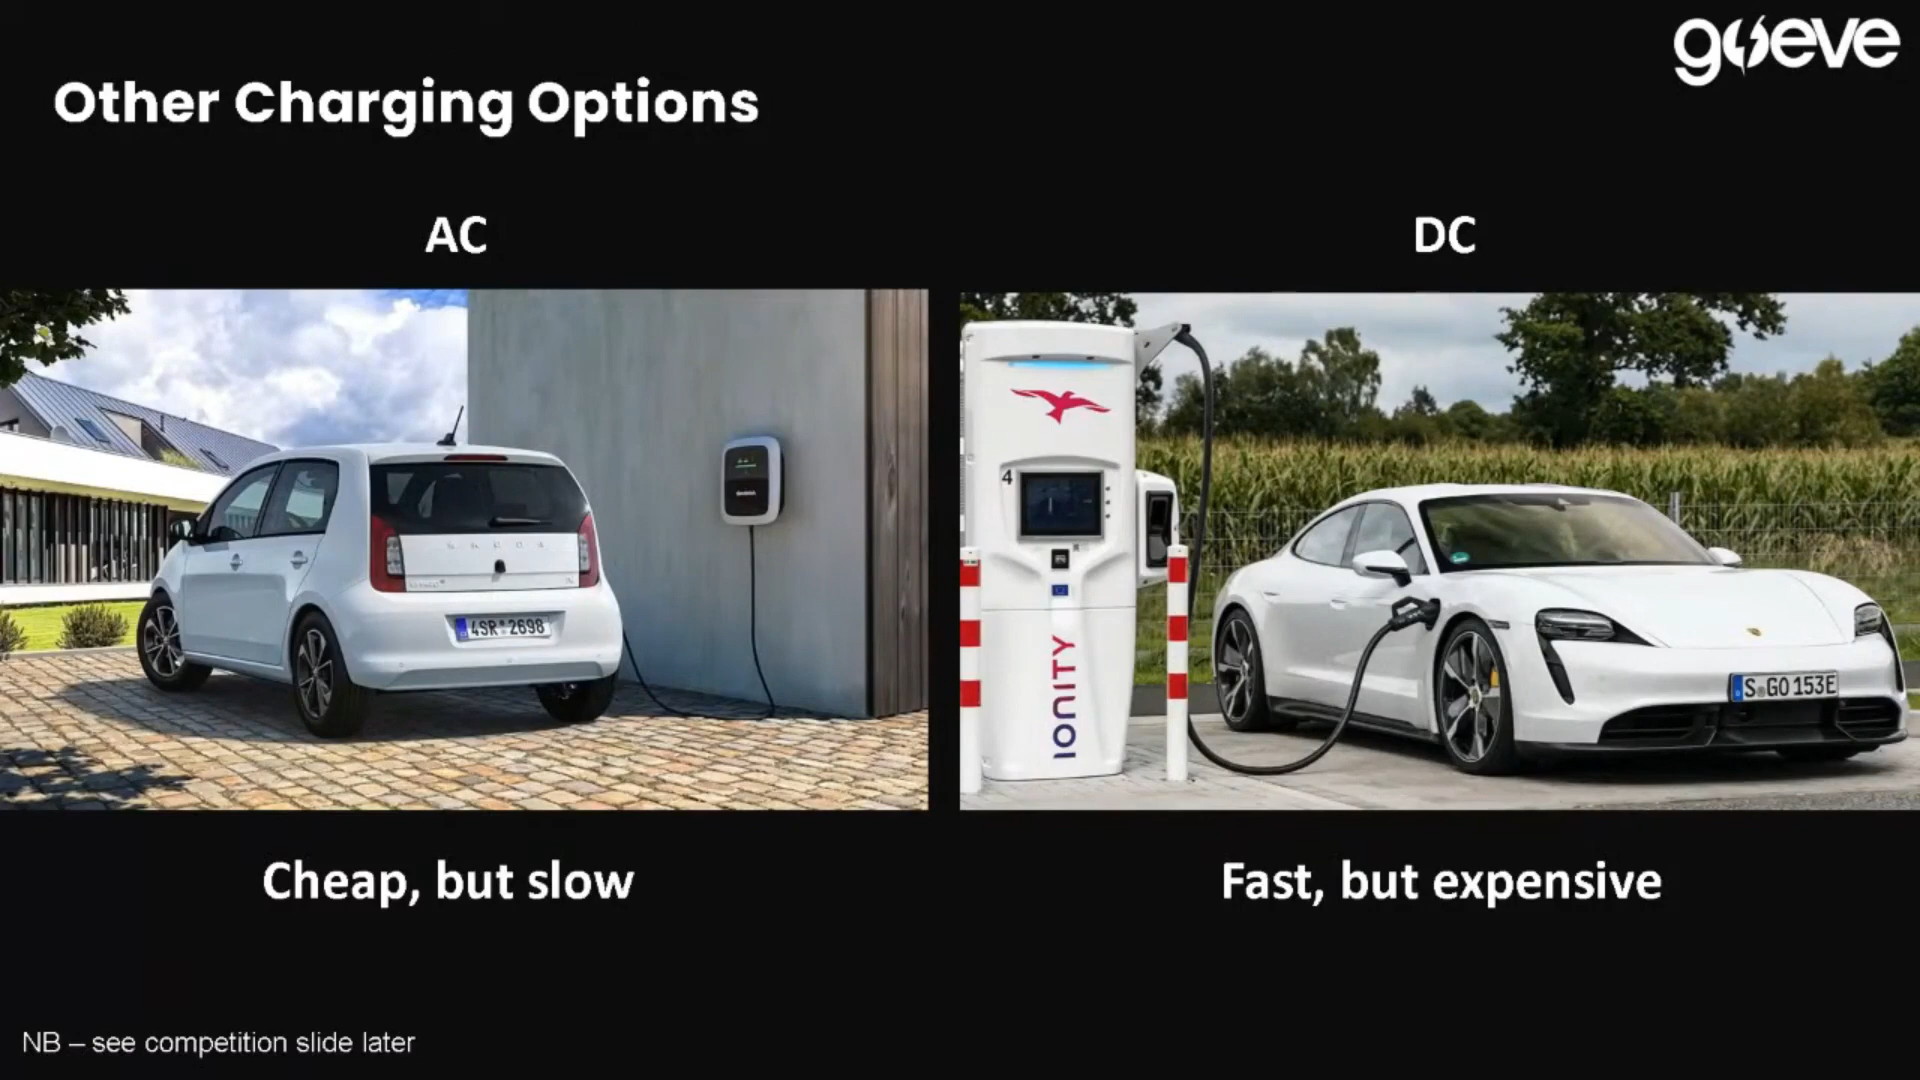 goeve
Other Charging Options
AC
DC
SKODA
4SR 2698
4
IONITY
S GO 153E
Cheap, but slow
Fast, but expensive
NB – see competition slide later